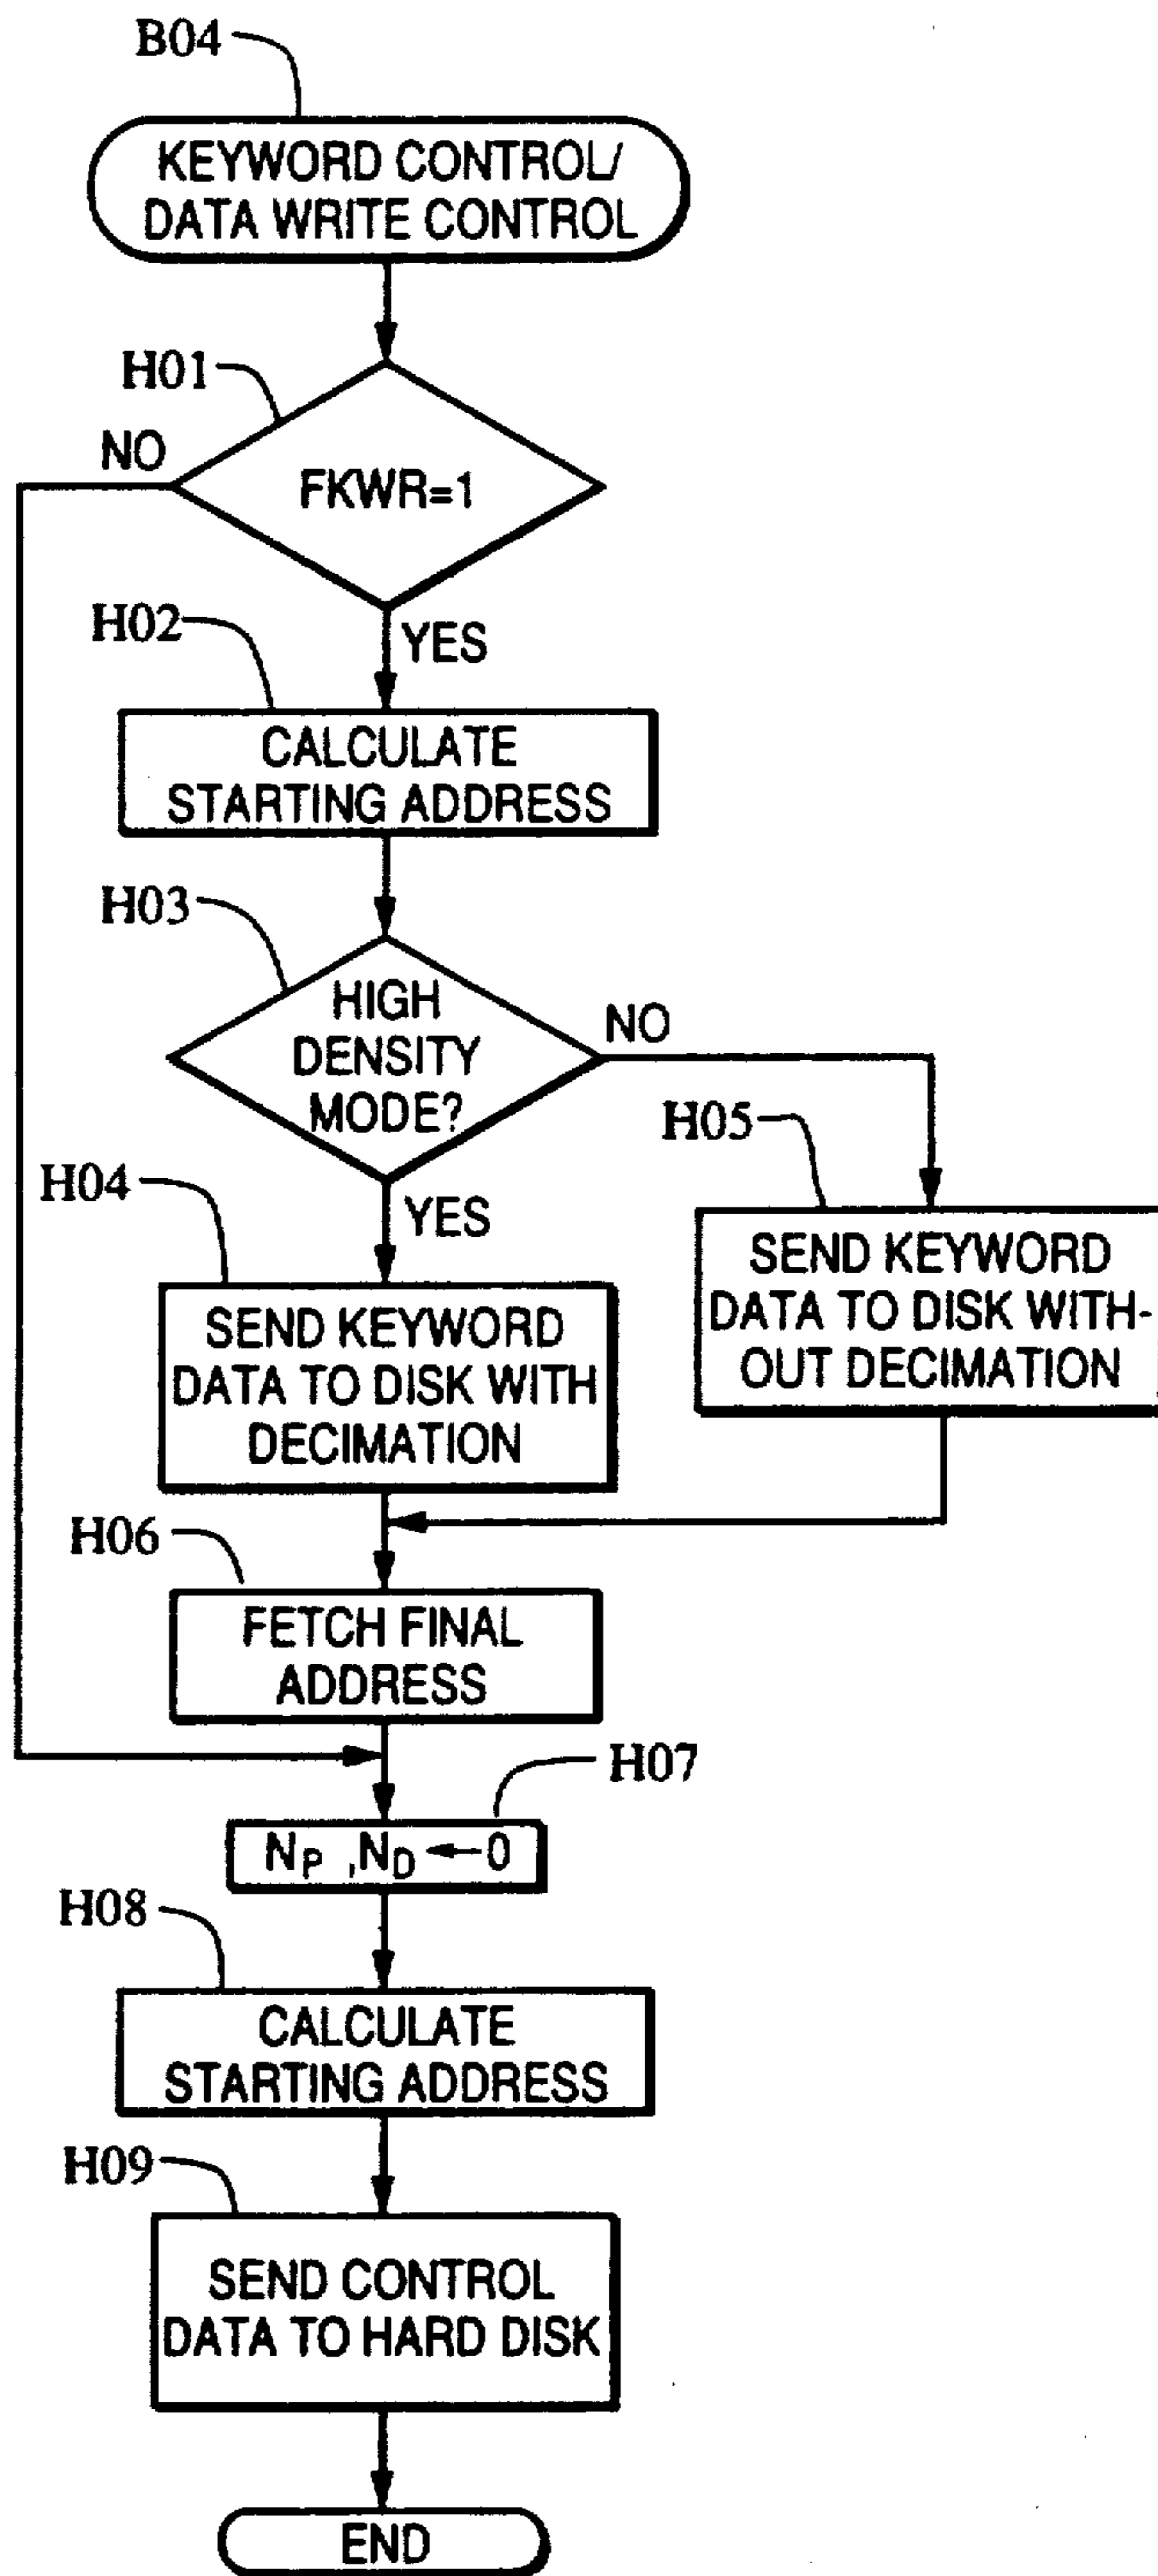 B04
KEYWORD CONTROL/
DATA WRITE CONTROL
H01
NO
FKWR=1
H02
YES
CALCULATE
STARTING ADDRESS
H03
HIGH
DENSITY
MODE?
NO
H05
H04
YES
SEND KEYWORD
DATA TO DISK WITH-
OUT DECIMATION
SEND KEYWORD
DATA TO DISK WITH
DECIMATION
H06
FETCH FINAL
ADDRESS
H07
NP ,ND ←0
H08
CALCULATE
STARTING ADDRESS
H09
SEND CONTROL
DATA TO HARD DISK
END